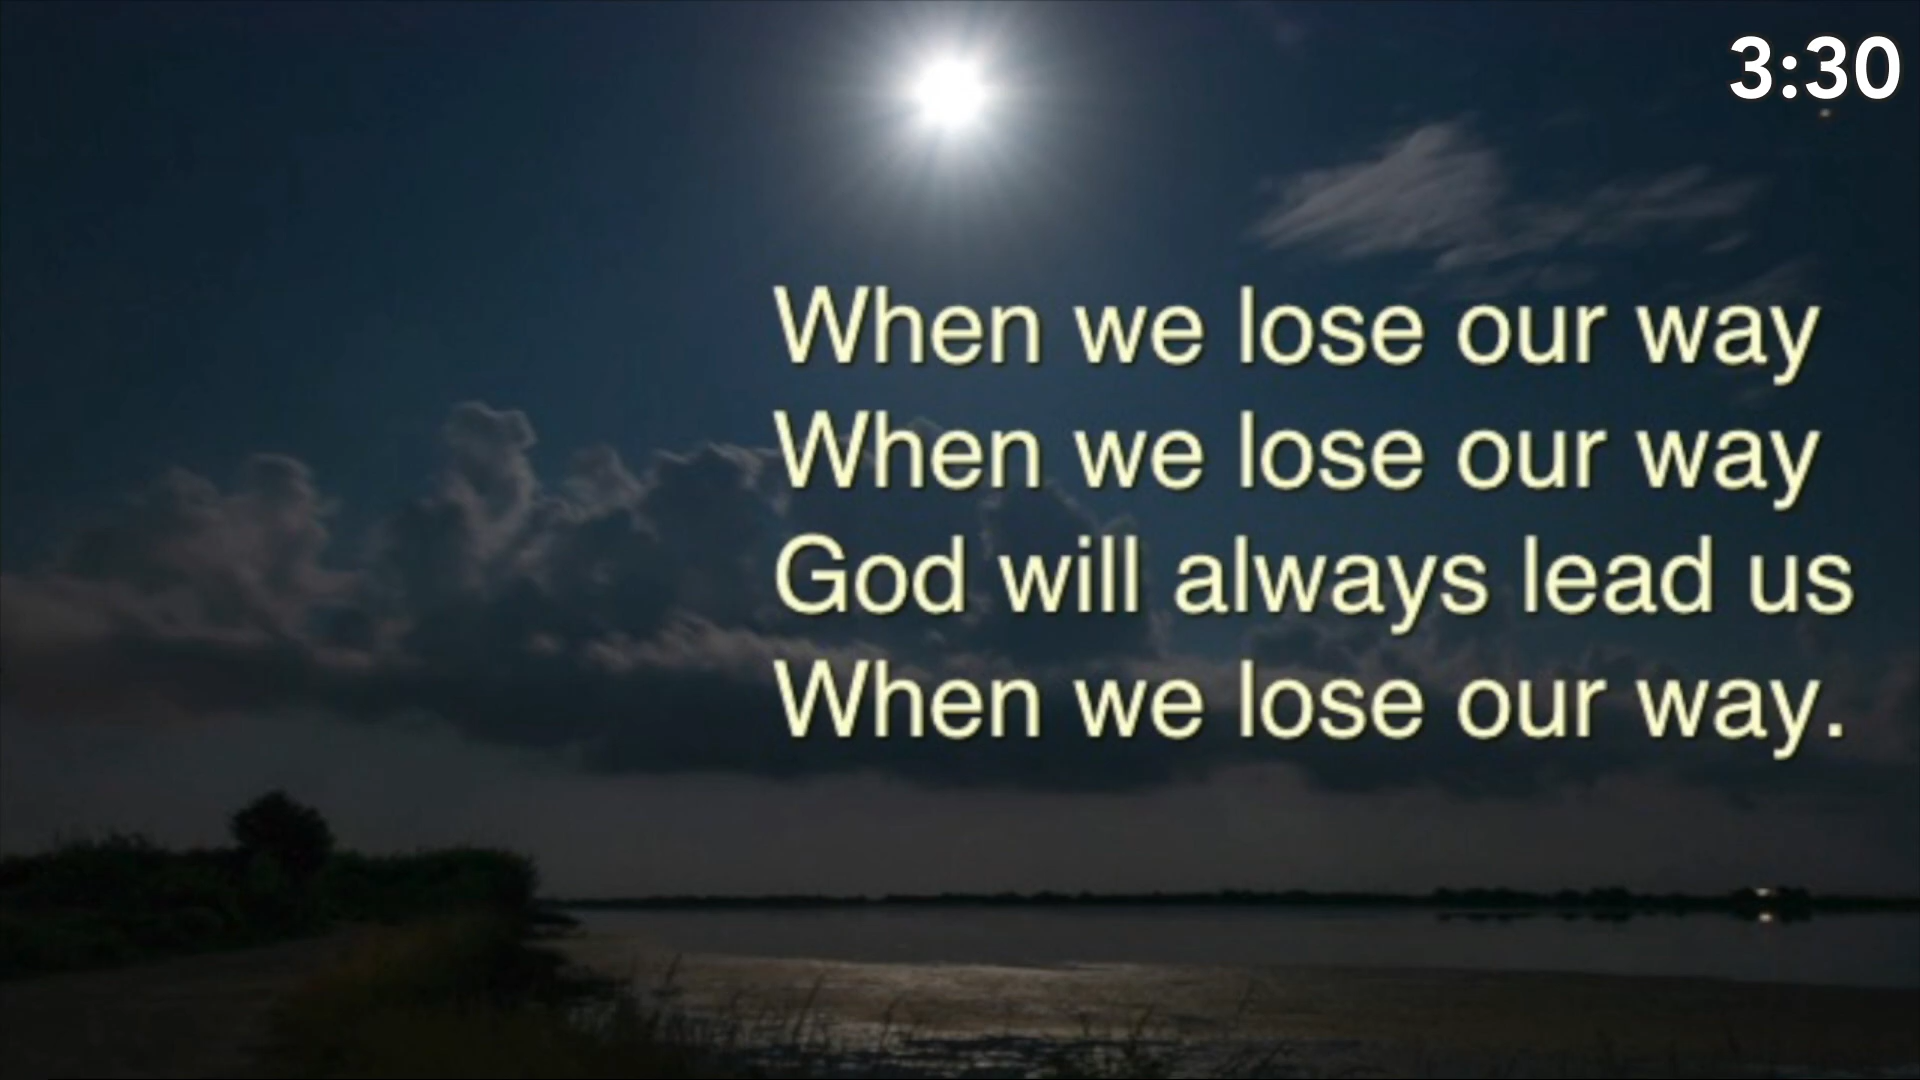 3:30
When we lose our way
When we lose our way
God will always lead us
When we lose our way.